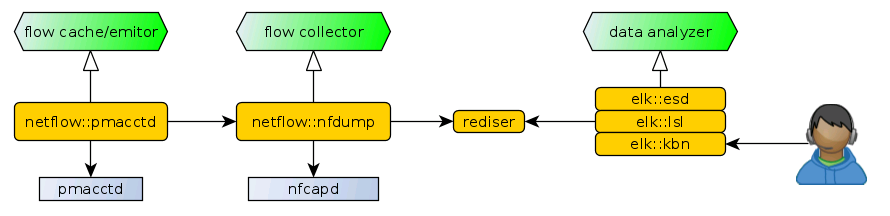 flow cache/emitor
flow collector
data analyzer
netflow::pmacctd
netflow::nfdump
rediser
elk::esd
elk::lsl
elk::kbn
pmacctd
nfcapd